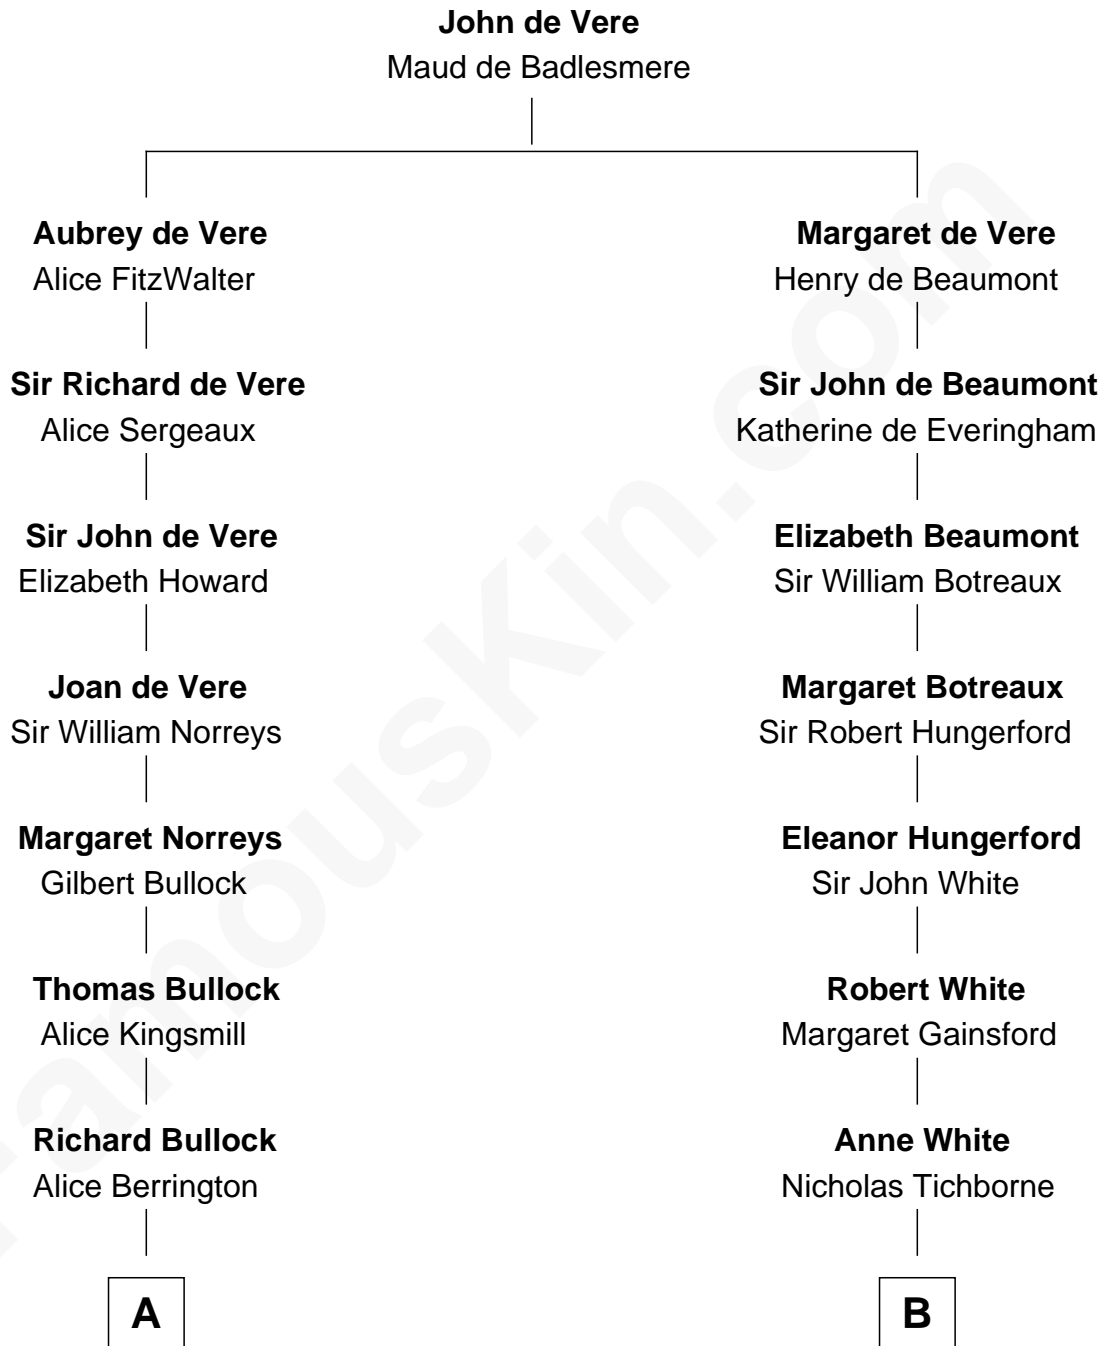 John de Vere
Maud de Badlesmere
Aubrey de Vere
Alice FitzWalter
Margaret de Vere
Henry de Beaumont
Sir Richard de Vere
Alice Sergeaux
Sir John de Beaumont
Katherine de Everingham
Sir John de Vere
Elizabeth Howard
Elizabeth Beaumont
Sir William Botreaux
Joan de Vere
Sir William Norreys
Margaret Botreaux
Sir Robert Hungerford
Margaret Norreys
Gilbert Bullock
Eleanor Hungerford
Sir John White
Thomas Bullock
Alice Kingsmill
Robert White
Margaret Gainsford
Richard Bullock
Alice Berrington
Anne White
Nicholas Tichborne
A
B
FamousKin.com